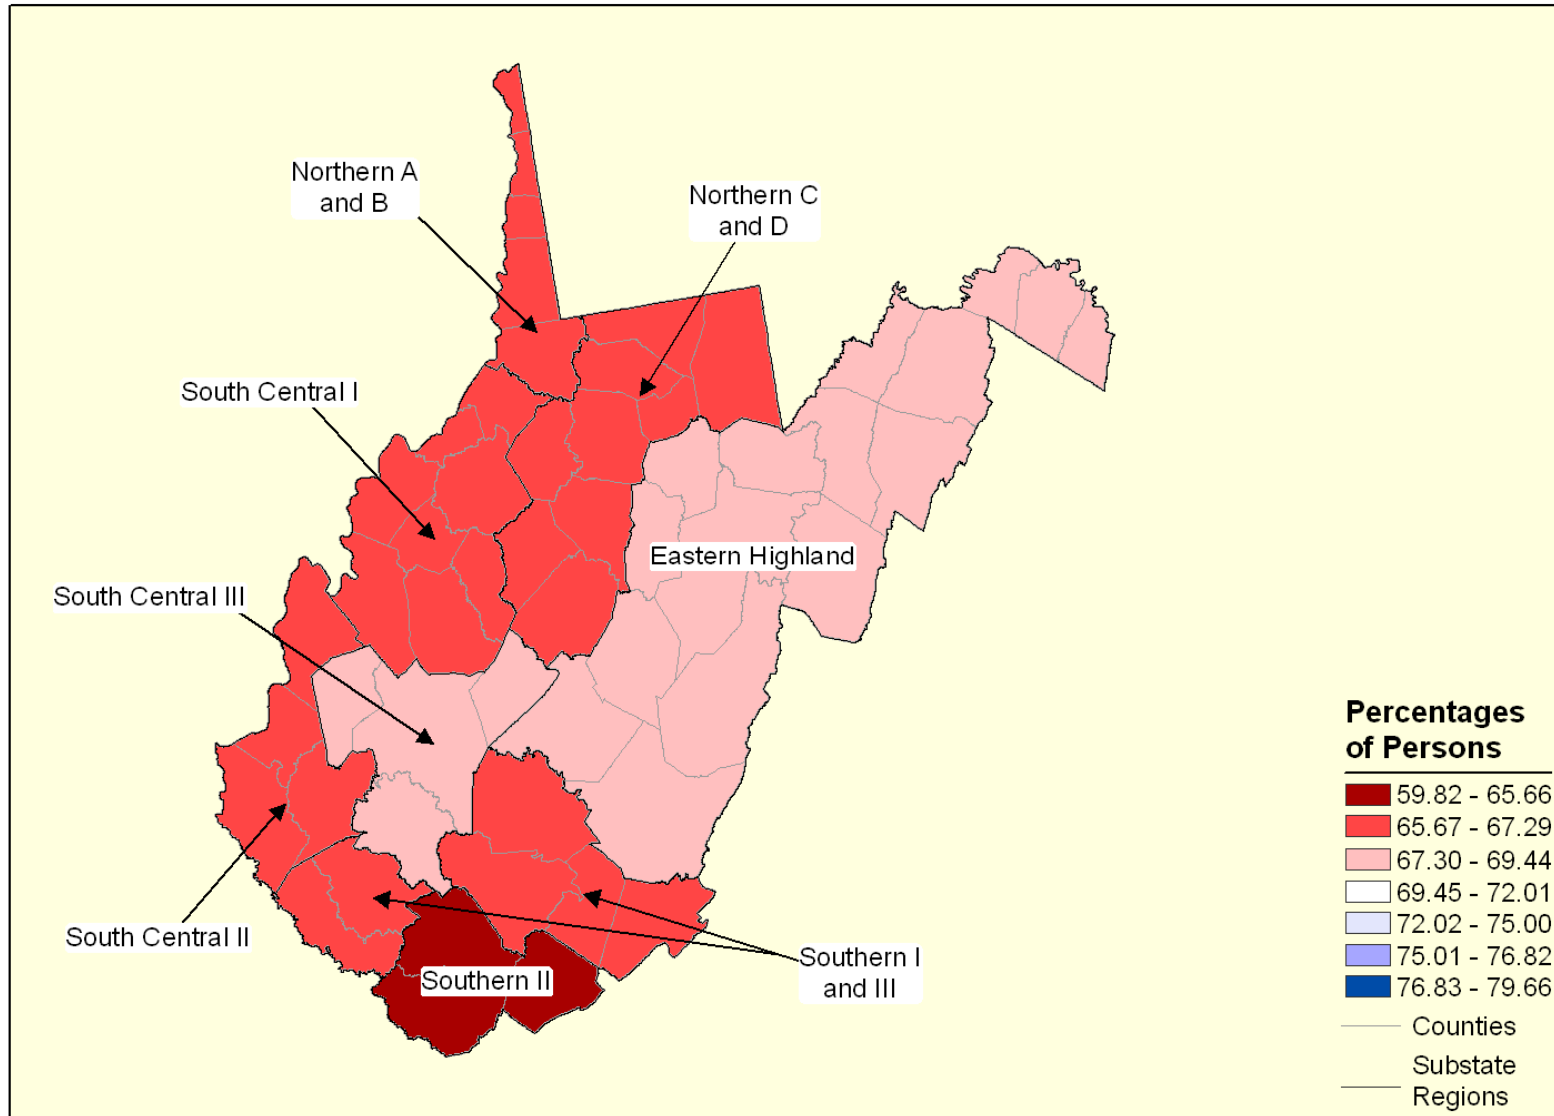 Northern A
and B
Northern C
and D
South Central I
Eastern Highland
South Central III
South Central II
Southern II
Southern I
and III
Percentages
of Persons
59.82 - 65.66
65.67 - 67.29
67.30 - 69.44
69.45 - 72.01
72.02 - 75.00
75.01 - 76.82
76.83 - 79.66
Counties
Substate
Regions